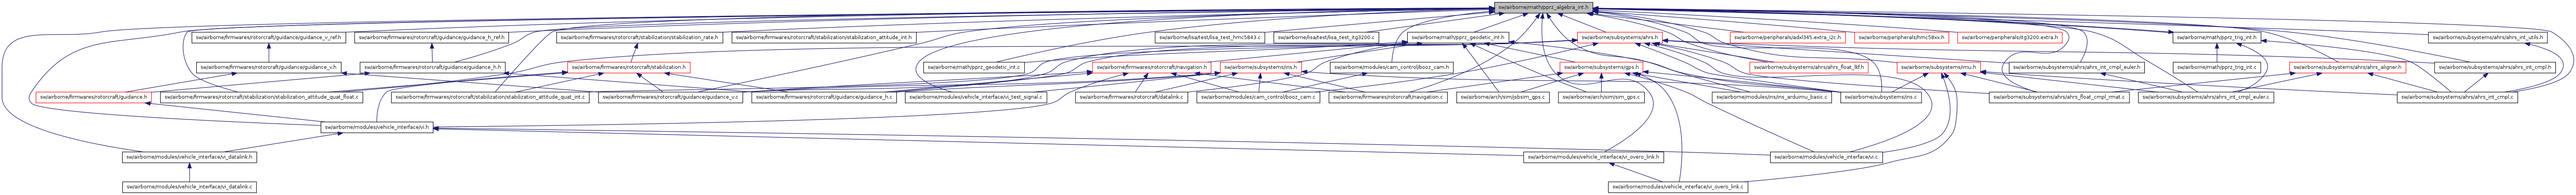 sw/airborne/math/pprz_algebra_int.h
sw/airborne/firmwares/rotorcraft/guidance/guidance_v_ref.h
sw/airborne/firmwares/rotorcraft/guidance/guidance_h_ref.h
sw/airborne/firmwares/rotorcraft/stabilization/stabilization_rate.h
sw/airborne/firmwares/rotorcraft/stabilization/stabilization_attitude_int.h
sw/airborne/lisa/test/lisa_test_hmc5843.c
sw/airborne/lisa/test/lisa_test_itg3200.c
sw/airborne/math/pprz_geodetic_int.h
sw/airborne/subsystems/ahrs.h
sw/airborne/peripherals/adxl345.extra_i2c.h
sw/airborne/peripherals/hmc58xx.h
sw/airborne/peripherals/itg3200.extra.h
sw/airborne/math/pprz_trig_int.h
sw/airborne/subsystems/ahrs/ahrs_int_utils.h
sw/airborne/firmwares/rotorcraft/guidance/guidance_v.h
sw/airborne/firmwares/rotorcraft/guidance/guidance_h.h
sw/airborne/firmwares/rotorcraft/stabilization.h
sw/airborne/math/pprz_geodetic_int.c
sw/airborne/firmwares/rotorcraft/navigation.h
sw/airborne/subsystems/ins.h
sw/airborne/modules/cam_control/booz_cam.h
sw/airborne/subsystems/gps.h
sw/airborne/subsystems/ahrs/ahrs_float_lkf.h
sw/airborne/subsystems/imu.h
sw/airborne/subsystems/ahrs/ahrs_int_cmpl_euler.h
sw/airborne/math/pprz_trig_int.c
sw/airborne/subsystems/ahrs/ahrs_aligner.h
sw/airborne/subsystems/ahrs/ahrs_int_cmpl.h
sw/airborne/firmwares/rotorcraft/guidance.h
sw/airborne/firmwares/rotorcraft/stabilization/stabilization_attitude_quat_float.c
sw/airborne/firmwares/rotorcraft/stabilization/stabilization_attitude_quat_int.c
sw/airborne/firmwares/rotorcraft/guidance/guidance_v.c
sw/airborne/firmwares/rotorcraft/guidance/guidance_h.c
sw/airborne/modules/vehicle_interface/vi_test_signal.c
sw/airborne/firmwares/rotorcraft/datalink.c
sw/airborne/modules/cam_control/booz_cam.c
sw/airborne/firmwares/rotorcraft/navigation.c
sw/airborne/arch/sim/jsbsim_gps.c
sw/airborne/arch/sim/sim_gps.c
sw/airborne/modules/ins/ins_arduimu_basic.c
sw/airborne/subsystems/ins.c
sw/airborne/subsystems/ahrs/ahrs_float_cmpl_rmat.c
sw/airborne/subsystems/ahrs/ahrs_int_cmpl_euler.c
sw/airborne/subsystems/ahrs/ahrs_int_cmpl.c
sw/airborne/modules/vehicle_interface/vi.h
sw/airborne/modules/vehicle_interface/vi_datalink.h
sw/airborne/modules/vehicle_interface/vi_overo_link.h
sw/airborne/modules/vehicle_interface/vi.c
sw/airborne/modules/vehicle_interface/vi_datalink.c
sw/airborne/modules/vehicle_interface/vi_overo_link.c